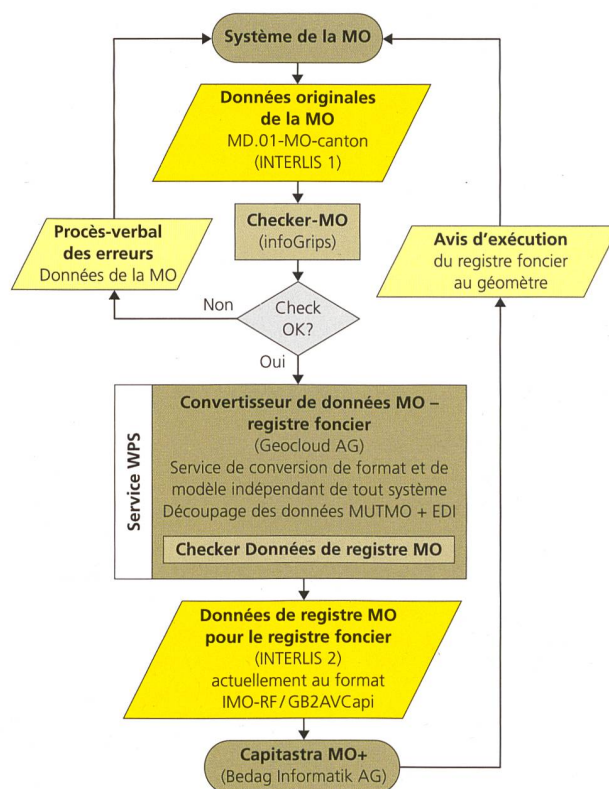 Système de la MO
Données originales
de la MO
MD.01-MO-canton
(INTERLIS 1)
Checker-MO
(infoGrips)
Procès-verbal
des erreurs
Données de la MO
Avis d'exécution
du registre foncier
au géomètre
Non
Check
OK?
Oui
Service WPS
Convertisseur de données MO –
registre foncier
(Geocloud AG)
Service de conversion de format et de
modèle indépendant de tout système
Découpage des données MUTMO + EDI
Checker Données de registre MO
Données de registre MO
pour le registre foncier
(INTERLIS 2)
actuellement au format
IMO-RF/GB2AVCapi
Capitastra MO+
(Bedag Informatik AG)